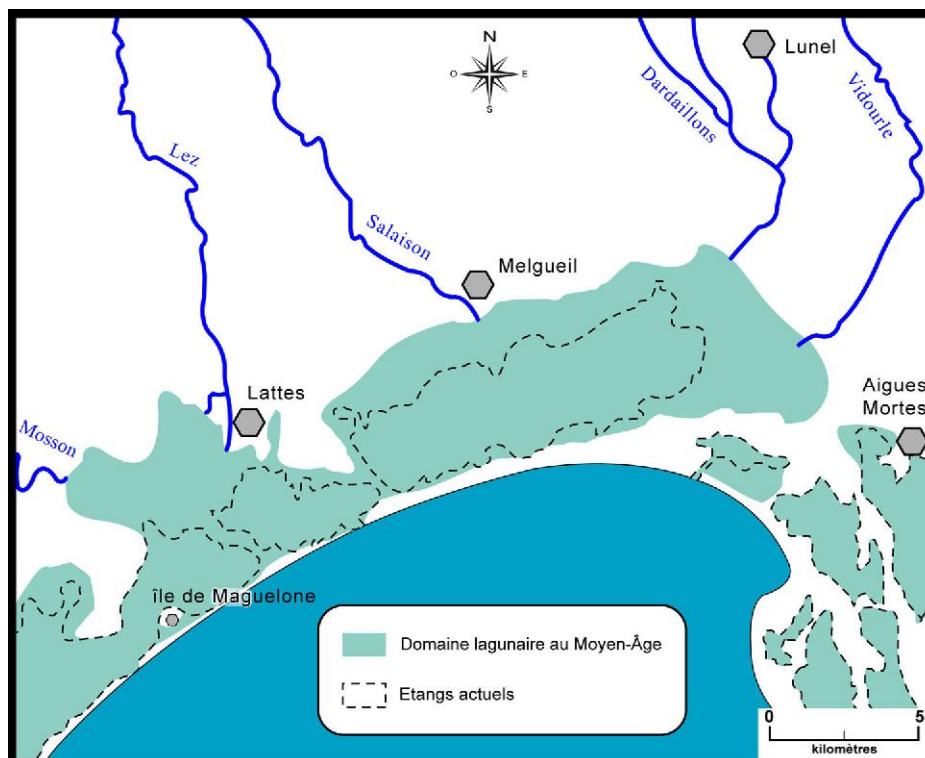 N
O
E
S
Lunel
Dardaillons
Vidourle
Lez
Salaison
Melgueil
Lattes
Aigues
Mortes
Mosson
île de Maguelone
Domaine lagunaire au Moyen-Âge
Etangs actuels
0
5
kilomètres